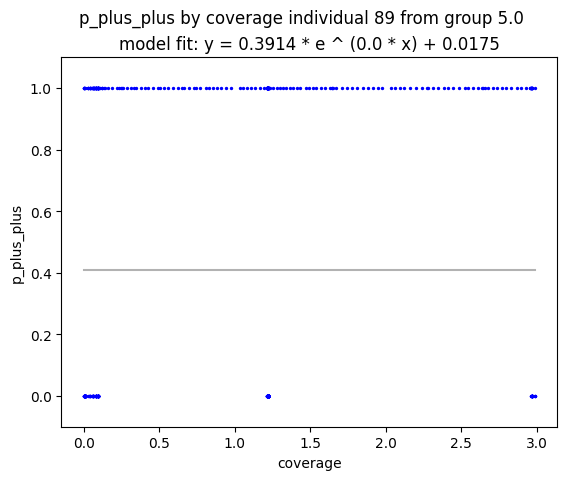 p_plus_plus by coverage individual 89 from group 5.0
model fit: y = 0.3914 * e ^ (0.0 * x) + 0.0175
1.0
0.8
0.6
0.4
0.2
0.0
p_plus_plus
0.0 0.5 1.0 1.5 2.0 2.5 3.0
coverage